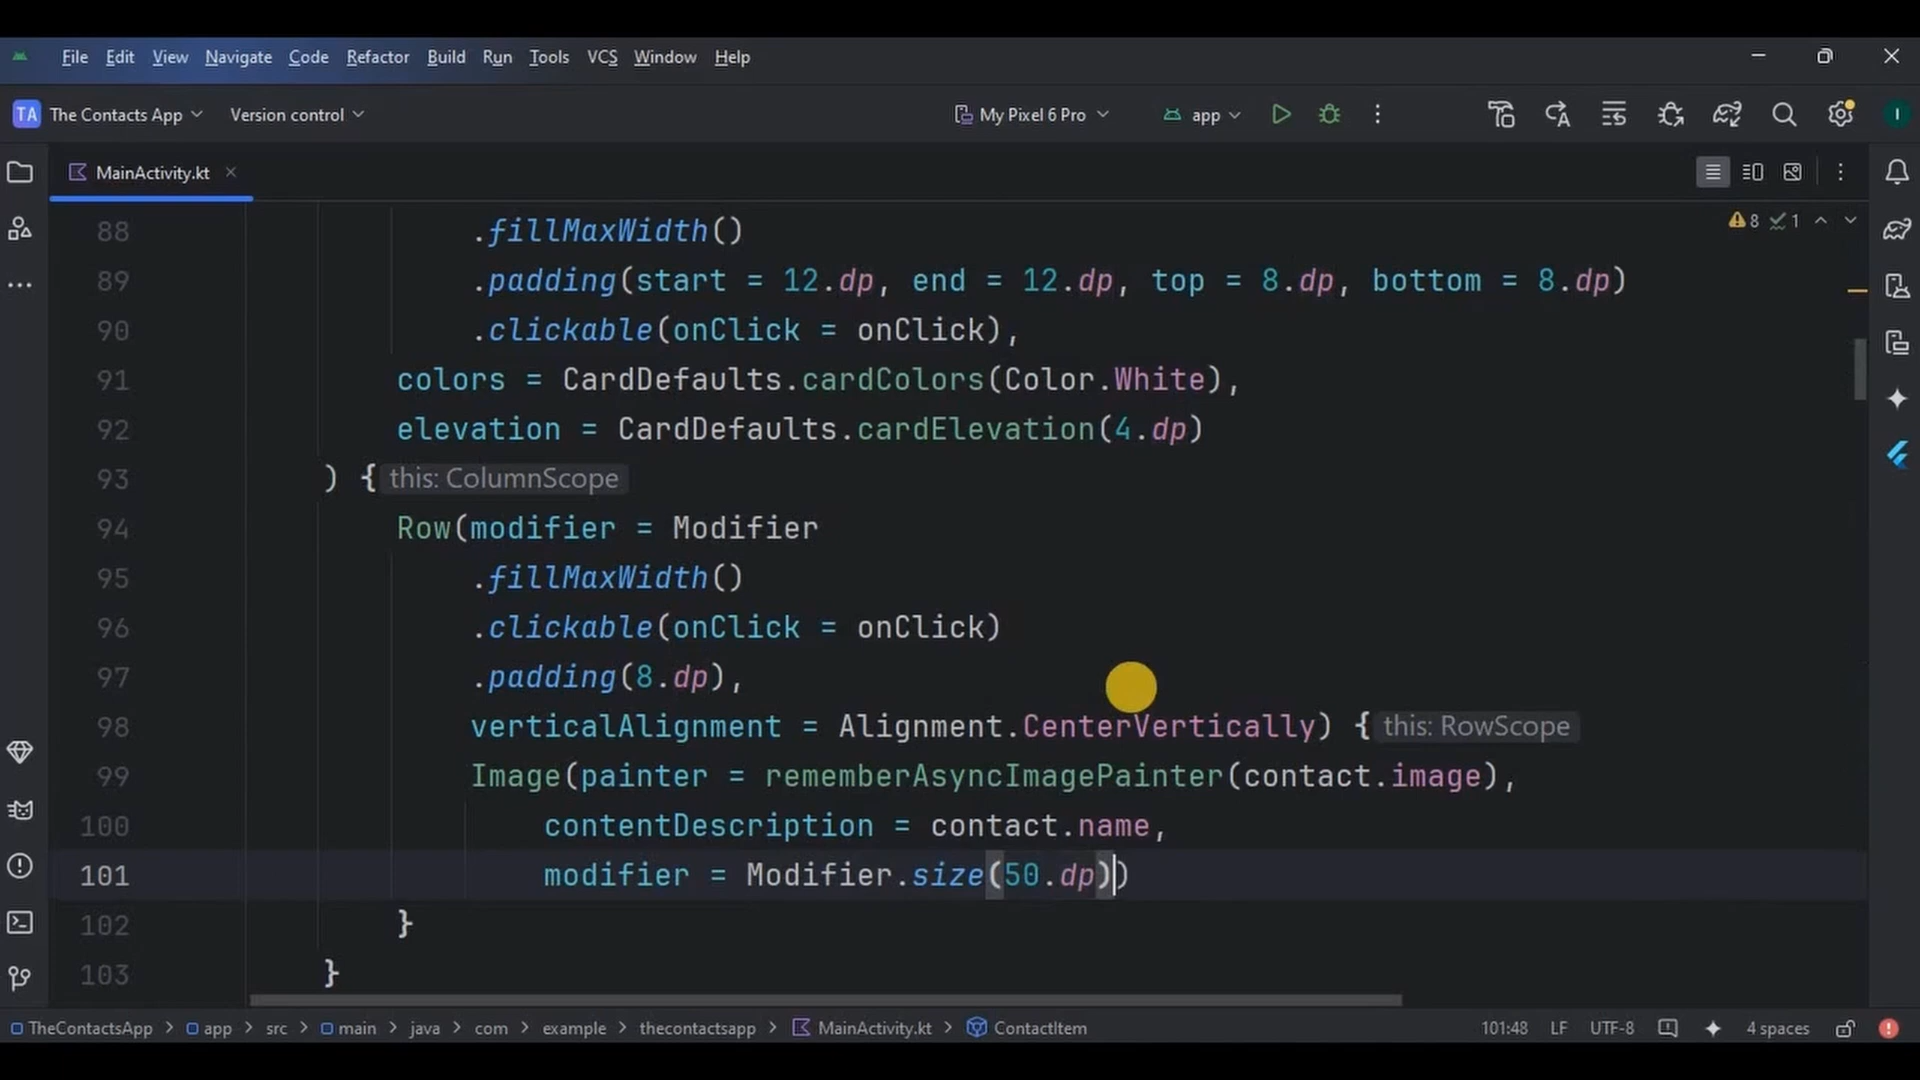 File Edit View Navigate Code Refactor Build Run Tools VCS Window Help
TA The Contacts App Version control My Pixel 6 Pro app I
MainActivity.kt
8 1
88 .fillMaxWidth()
89 .padding(start = 12.dp, end = 12.dp, top = 8.dp, bottom = 8.dp)
90 .clickable(onClick = onClick),
91 colors = CardDefaults.cardColors(Color.White),
92 elevation = CardDefaults.cardElevation(4.dp)
93 ) { this: ColumnScope
94 Row(modifier = Modifier
95 .fillMaxWidth()
96 .clickable(onClick = onClick)
97 .padding(8.dp),
98 verticalAlignment = Alignment.CenterVertically) { this: RowScope
99 Image(painter = rememberAsyncImagePainter(contact.image),
100 contentDescription = contact.name,
101 modifier = Modifier.size(50.dp))
102 }
103 }
TheContactsApp > app > src > main > java > com > example > thecontactsapp > MainActivity.kt > ContactItem 101:48 LF UTF-8 4 spaces